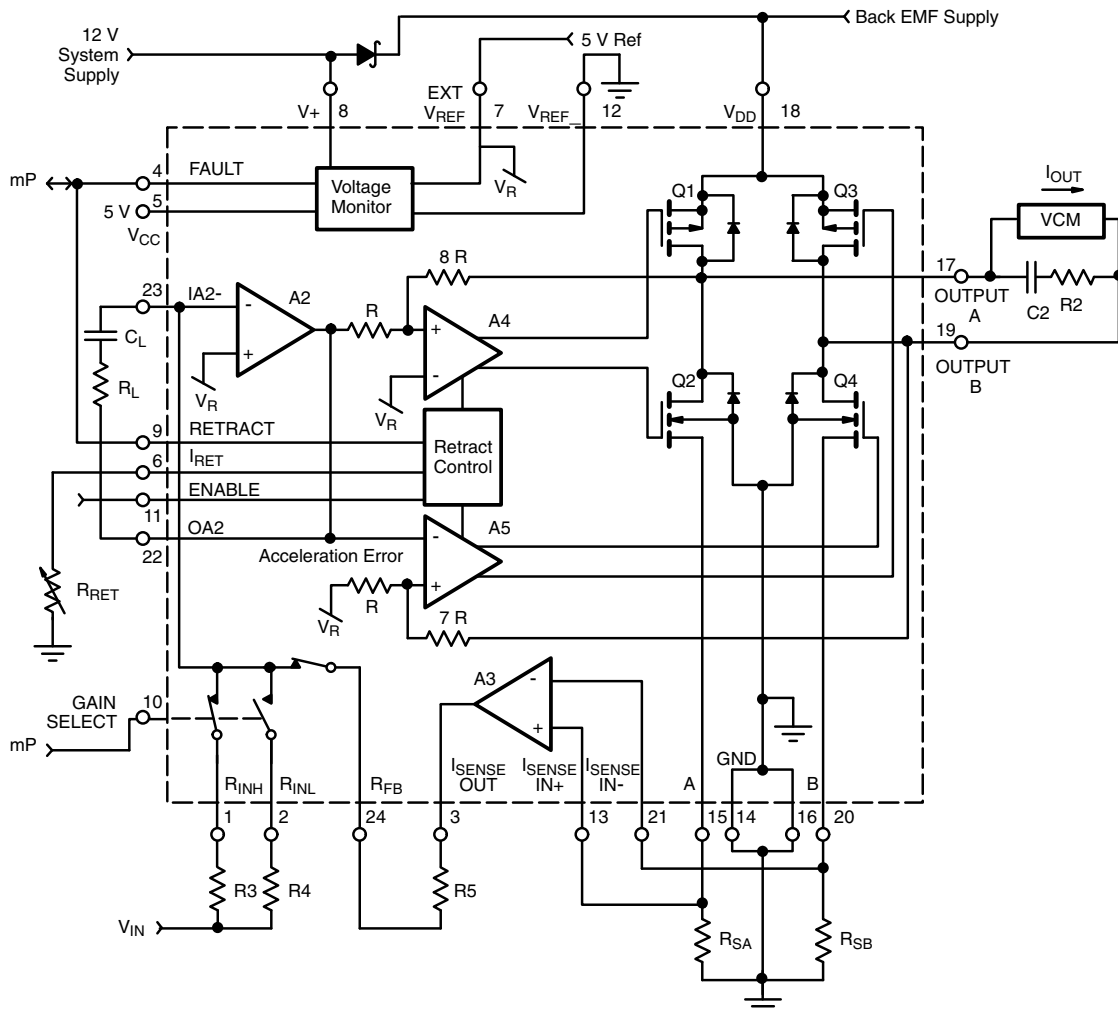 Back EMF Supply
12 V
System
Supply
5 V Ref
EXT
V+ 8
VREF 7
VREF_ 12
VDD 18
mP
4 FAULT
5
5 V
VCC
Voltage
Monitor
VR
Q1
Q3
IOUT
VCM
23
IA2-
A2
8 R
R
A4
17
OUTPUT
A
C2 R2
19
OUTPUT
B
CL
RL
VR
VR
Q2
Q4
9 RETRACT
6 IRET
ENABLE
11
OA2
22
Retract
Control
A5
Acceleration Error
RRET
VR
R
7 R
A3
GAIN
SELECT
10
mP
RINH
RINL
RFB
ISENSE
OUT
ISENSE
IN+
ISENSE
IN-
A
GND
B
1 2 24 3 13 21 15 14 16 20
R3 R4 R5
VIN
RSA
RSB
- +
+ -
- +
- +